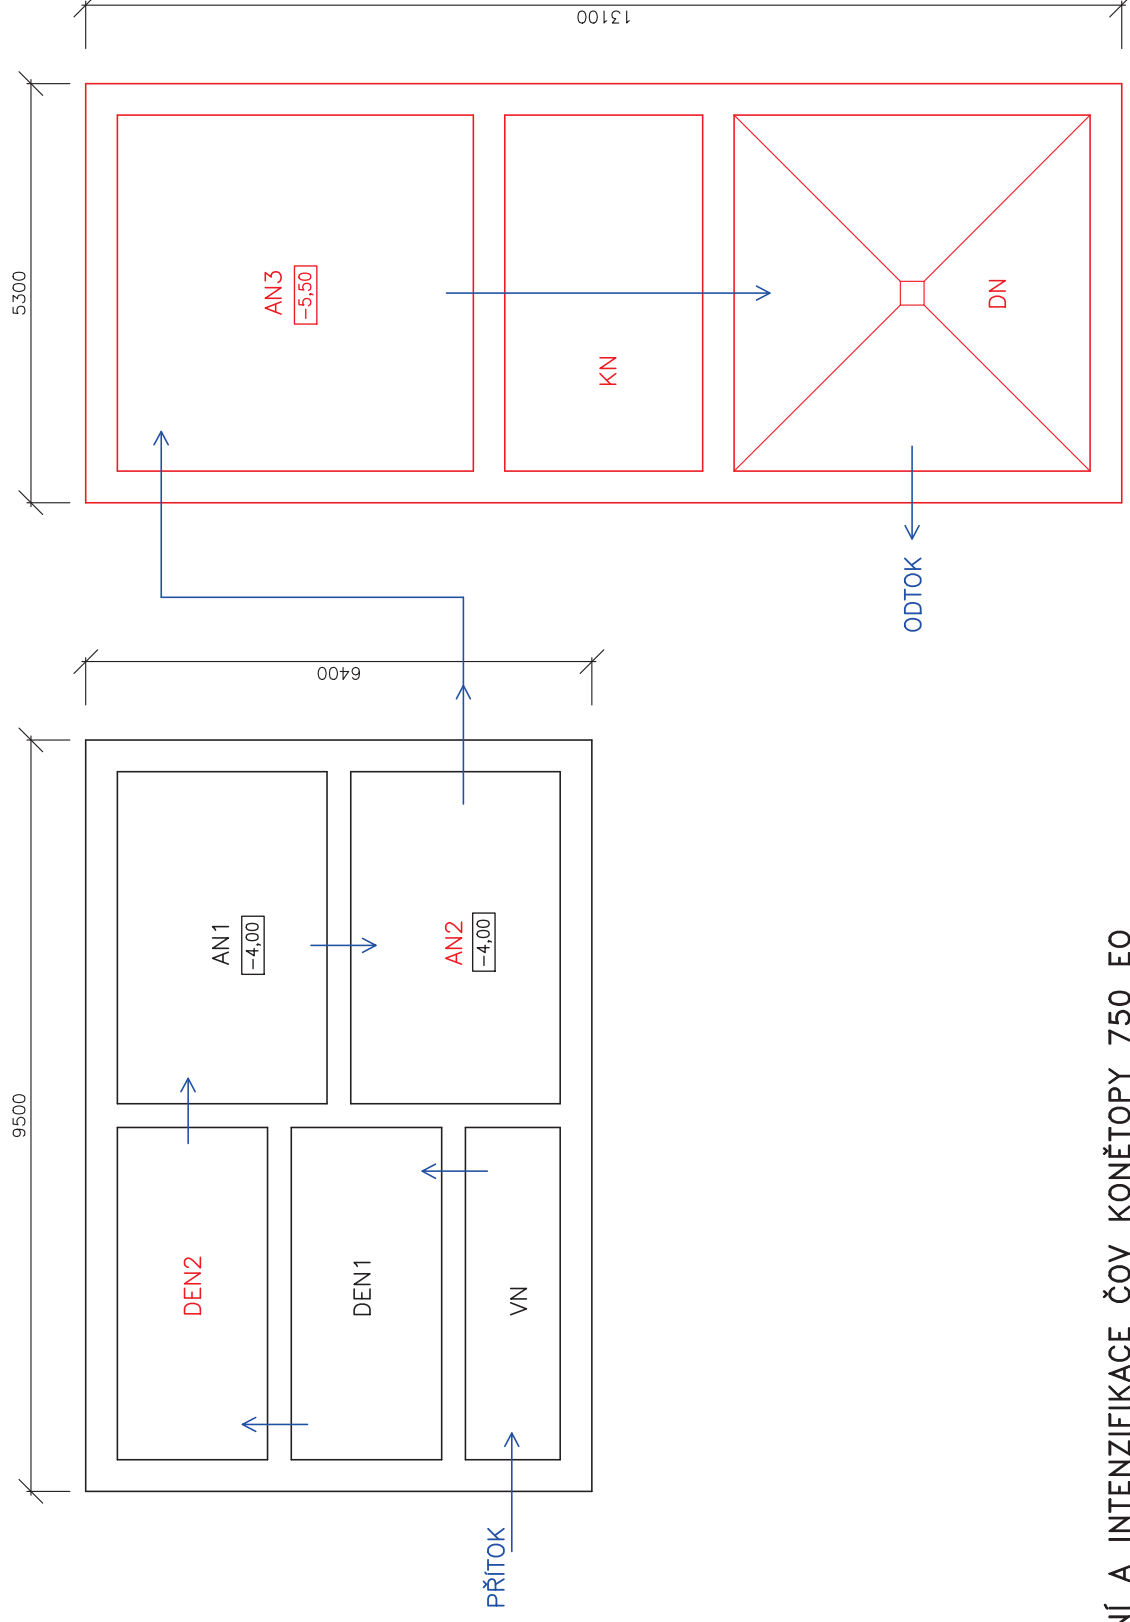 13100
5300
AN3
-5,50
KN
DN
ODTOK
6400
9500
AN1
-4,00
AN2
-4,00
DEN2
DEN1
VN
PŘÍTOK
NÍ A INTENZIFIKACE ČOV KONĚTOPY 750 EO